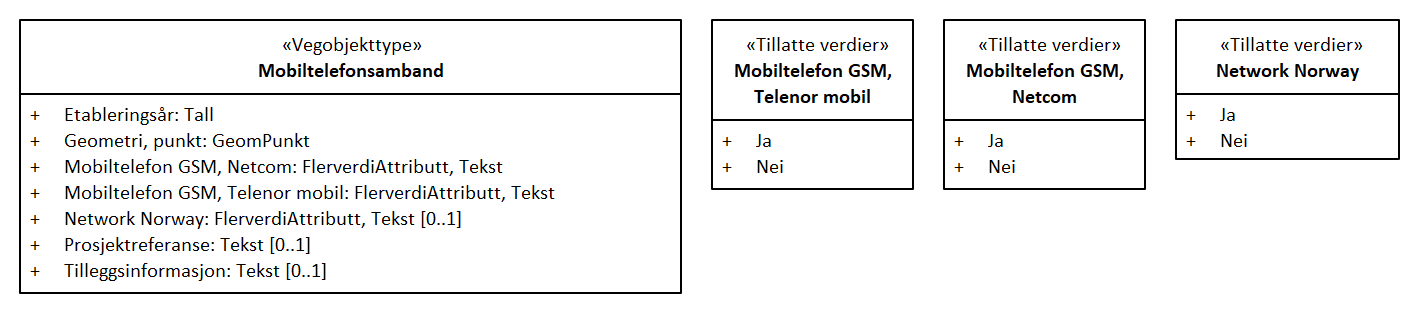 «Vegobjekttype»
Mobiltelefonsamband
+ Etableringsår: Tall
+ Geometri, punkt: GeomPunkt
+ Mobiltelefon GSM, Netcom: FlerverdiAttributt, Tekst
+ Mobiltelefon GSM, Telenor mobil: FlerverdiAttributt, Tekst
+ Network Norway: FlerverdiAttributt, Tekst [0..1]
+ Prosjektreferanse: Tekst [0..1]
+ Tilleggsinformasjon: Tekst [0..1]
«Tillatte verdier»
Mobiltelefon GSM,
Telenor mobil
+ Ja
+ Nei
«Tillatte verdier»
Mobiltelefon GSM,
Netcom
+ Ja
+ Nei
«Tillatte verdier»
Network Norway
+ Ja
+ Nei